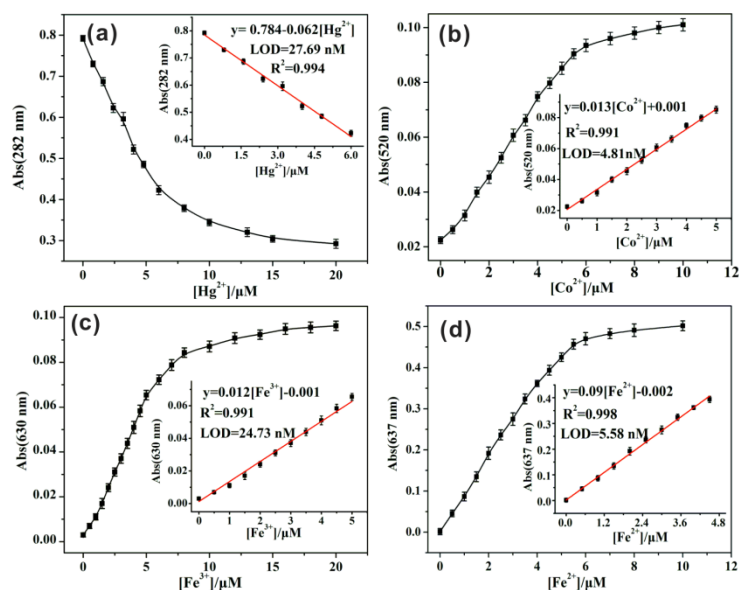 (a)
y= 0.784-0.062[Hg²⁺]
LOD=27.69 nM
R²=0.994
Abs(282 nm)
0.8
0.7
0.6
0.5
0.4
0.0 1.5 3.0 4.5 6.0
[Hg²⁺]/μM
Abs(282 nm)
0.8
0.7
0.6
0.5
0.4
0.3
0 5 10 15 20
[Hg²⁺]/μM
(b)
y=0.013[Co²⁺]+0.001
R²=0.991
LOD=4.81nM
Abs(520 nm)
0.08
0.06
0.04
0.02
0 1 2 3 4 5
[Co²⁺]/μM
Abs(520 nm)
0.10
0.08
0.06
0.04
0.02
0 2 4 6 8 10 12
[Co²⁺]/μM
(c)
y=0.012[Fe³⁺]-0.001
R²=0.991
LOD=24.73 nM
Abs(630 nm)
0.06
0.04
0.02
0.00
0 1 2 3 4 5
[Fe³⁺]/μM
Abs(630 nm)
0.10
0.08
0.06
0.04
0.02
0.00
0 5 10 15 20
[Fe³⁺]/μM
(d)
y=0.09[Fe²⁺]-0.002
R²=0.998
LOD=5.58 nM
Abs(637 nm)
0.4
0.3
0.2
0.1
0.0
0.0 1.2 2.4 3.6 4.8
[Fe²⁺]/μM
Abs(637 nm)
0.5
0.4
0.3
0.2
0.1
0.0
0 2 4 6 8 10 12
[Fe²⁺]/μM